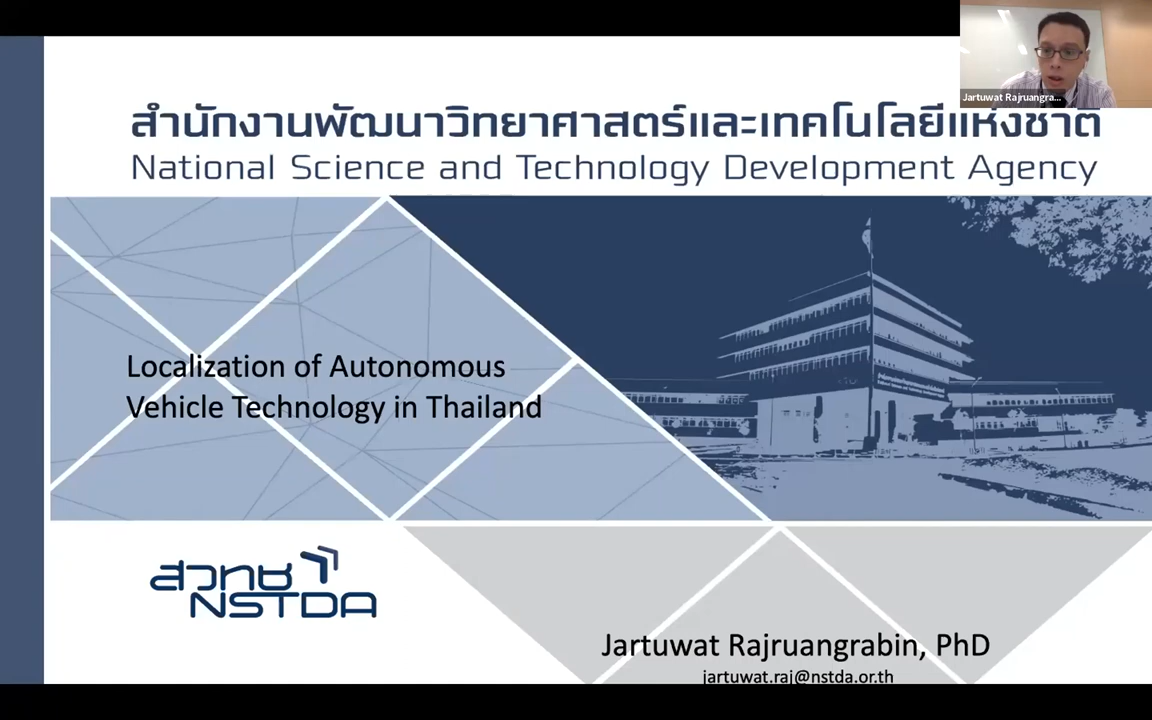 Jartuwat Rajruangra...
สำนักงานพัฒนาวิทยาศาสตร์และเทคโนโลยีแห่งชาติ
National Science and Technology Development Agency
Localization of Autonomous
Vehicle Technology in Thailand
สวทช
NSTDA
Jartuwat Rajruangrabin, PhD
jartuwat.raj@nstda.or.th